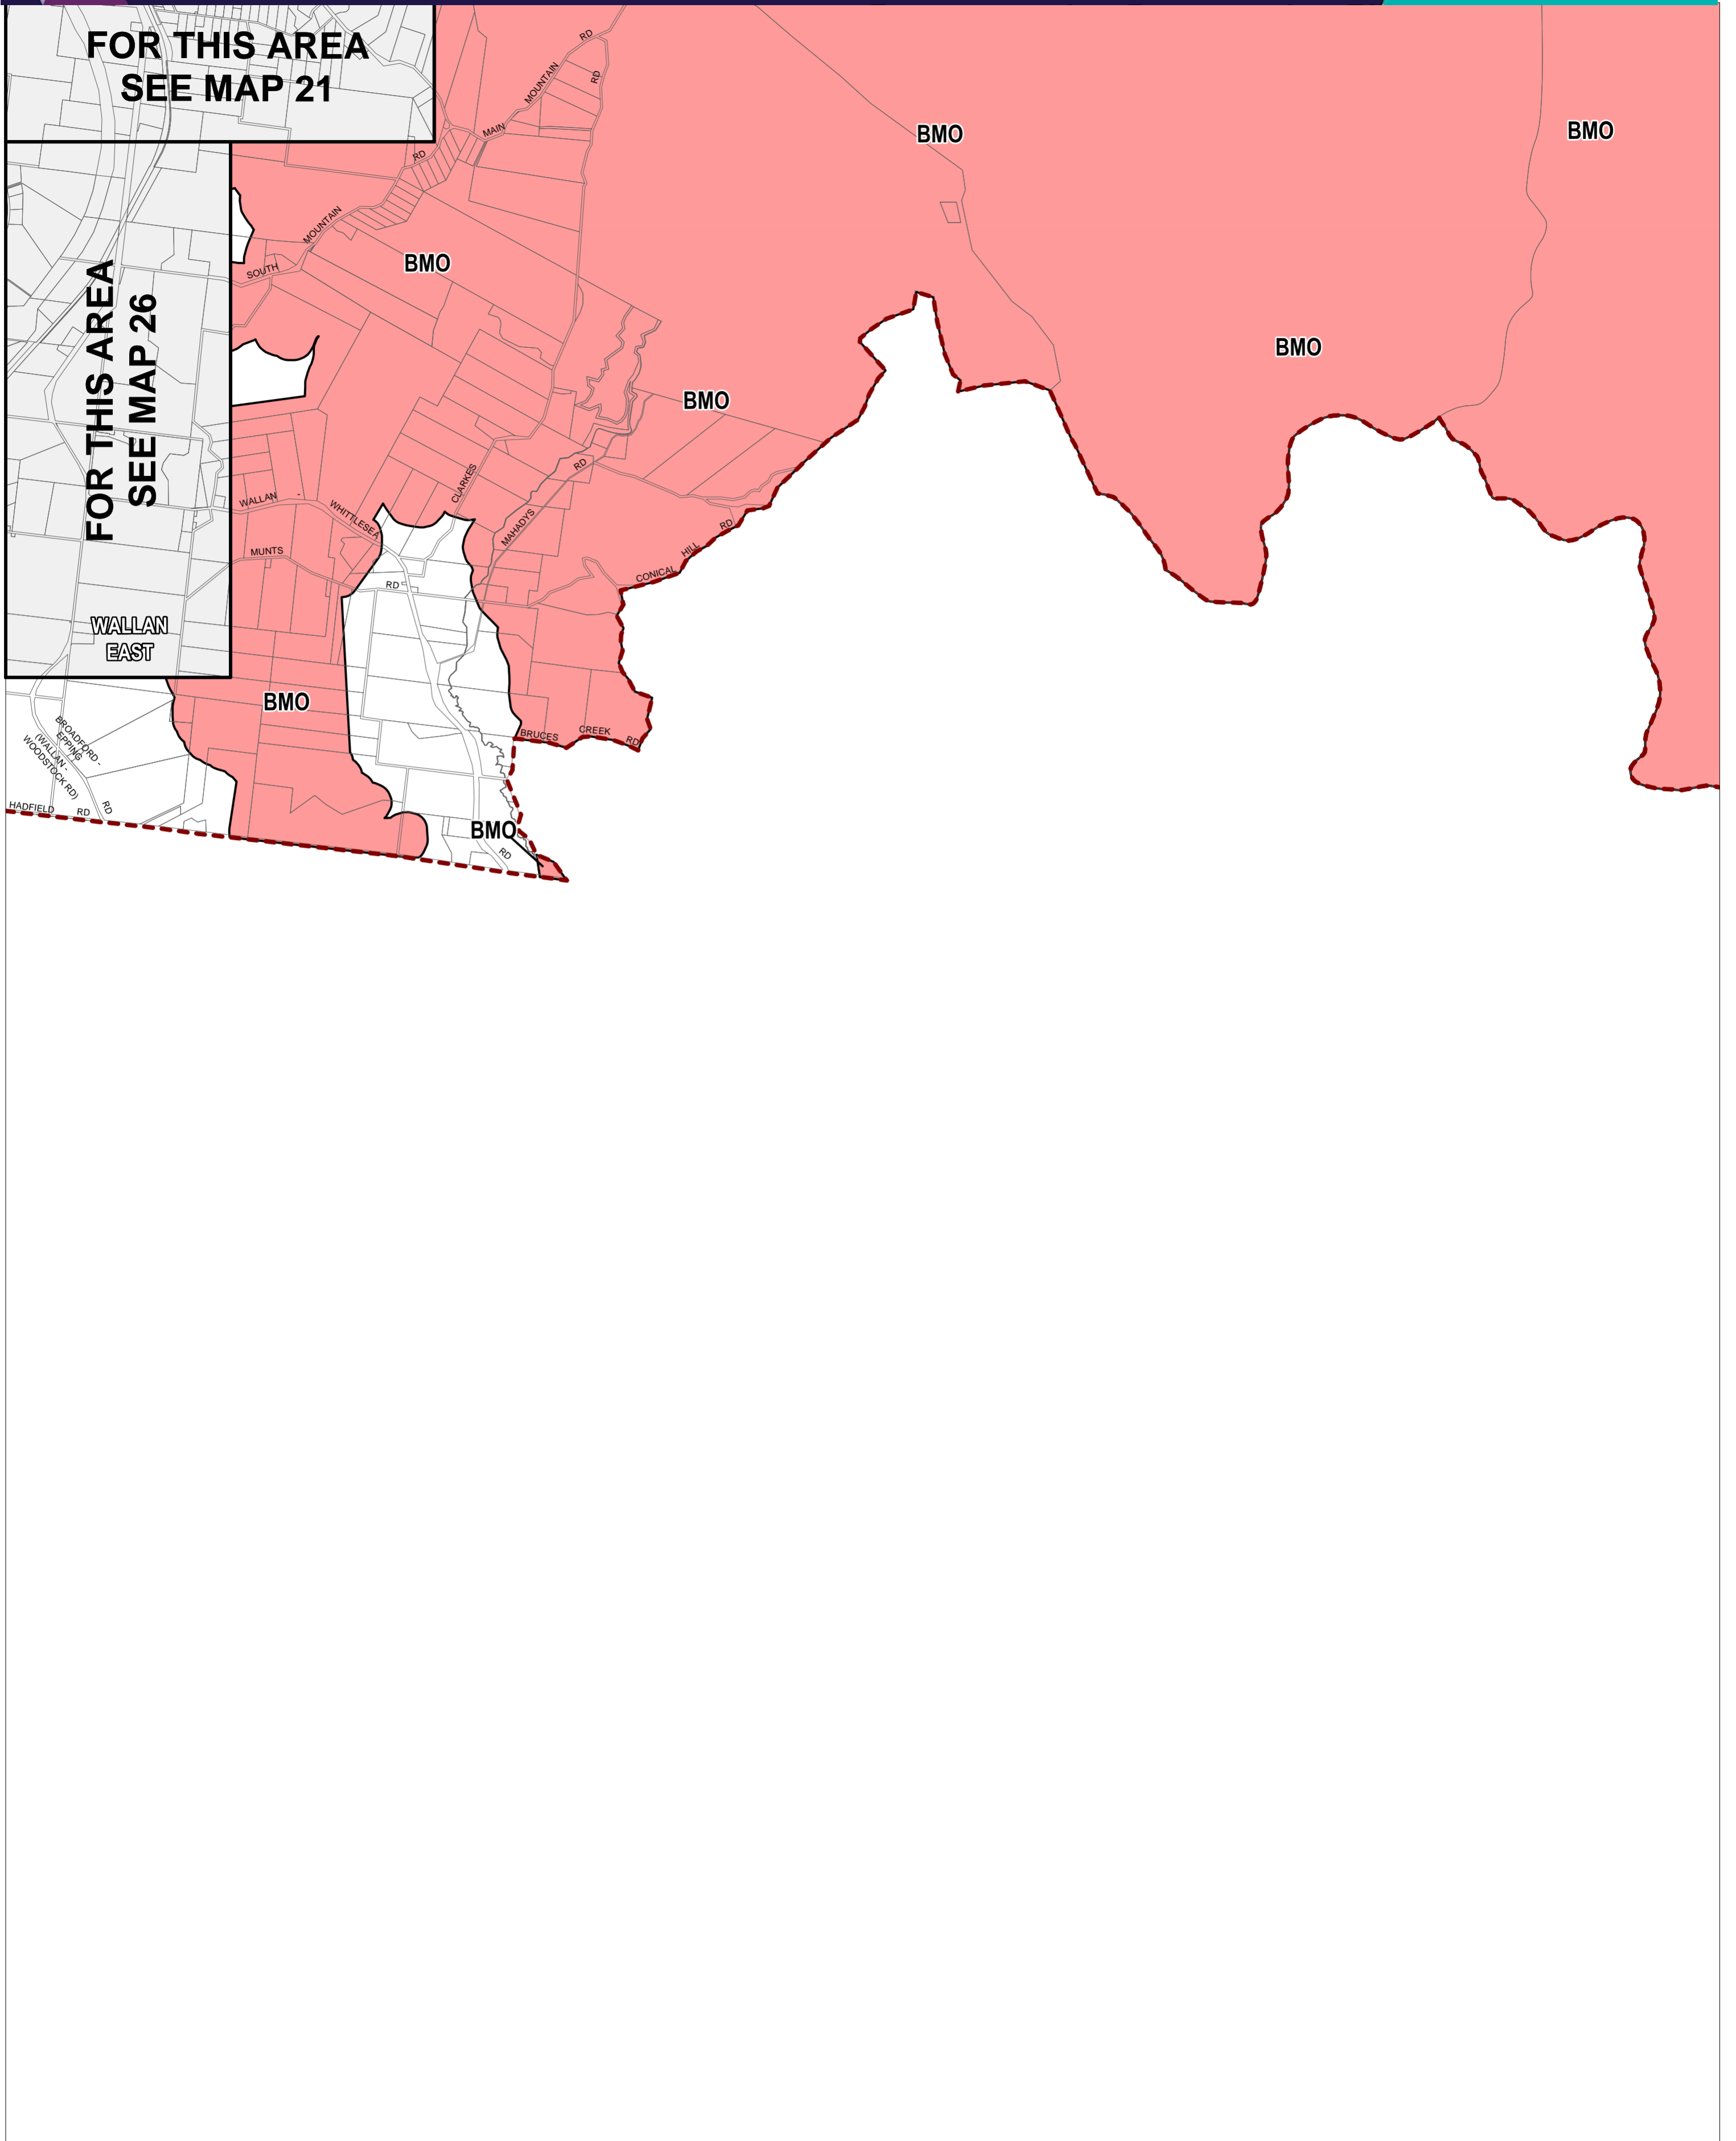 FOR THIS AREA
SEE MAP 21
RD
MOUNTAIN
RD
MAIN
RD
BMO
BMO
MOUNTAIN
SOUTH
BMO
FOR THIS AREA
SEE MAP 26
BMO
BMO
CLARKES
RD
WALLAN -
WHITTLESEA
MAHADYS
RD
HILL
CONICAL
MUNTS
RD
WALLAN
EAST
BMO
BRUCES
CREEK
RD
BROADFORD -
EPPING
(WALLAN -
WOODSTOCK RD)
RD
HADFIELD
RD
BMO
RD